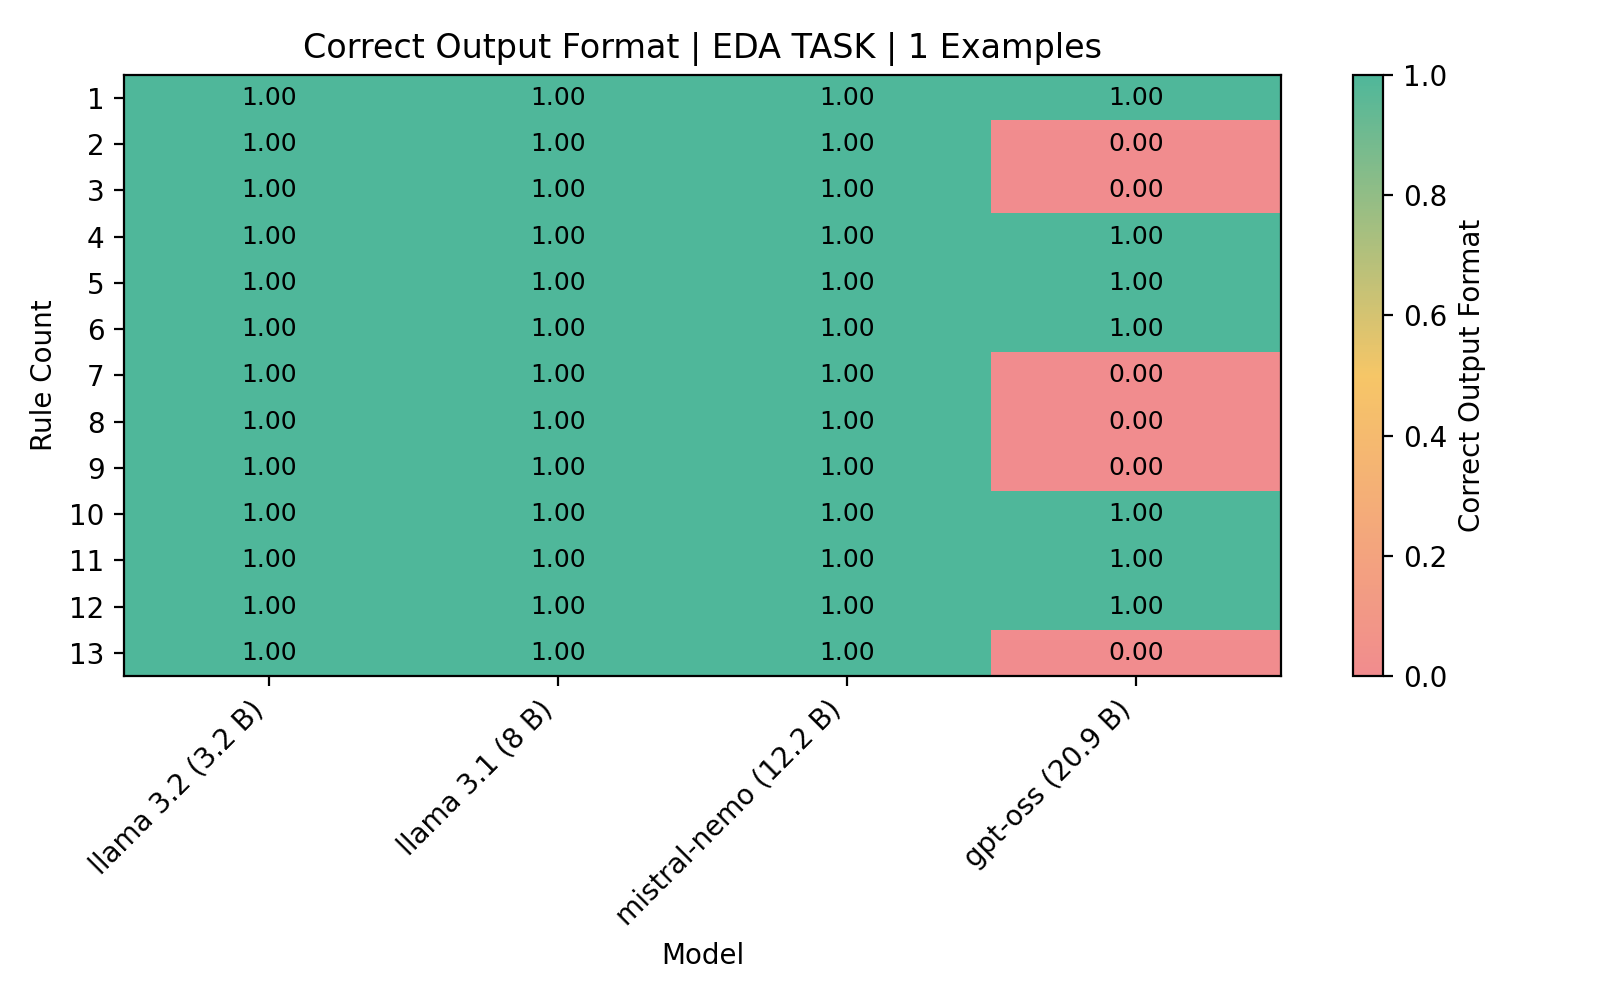 Correct Output Format | EDA TASK | 1 Examples
Rule Count
1 1.00 1.00 1.00 1.00
2 1.00 1.00 1.00 0.00
3 1.00 1.00 1.00 0.00
4 1.00 1.00 1.00 1.00
5 1.00 1.00 1.00 1.00
6 1.00 1.00 1.00 1.00
7 1.00 1.00 1.00 0.00
8 1.00 1.00 1.00 0.00
9 1.00 1.00 1.00 0.00
10 1.00 1.00 1.00 1.00
11 1.00 1.00 1.00 1.00
12 1.00 1.00 1.00 1.00
13 1.00 1.00 1.00 0.00
llama 3.2 (3.2 B)
llama 3.1 (8 B)
mistral-nemo (12.2 B)
gpt-oss (20.9 B)
Model
1.0
0.8
0.6
0.4
0.2
0.0
Correct Output Format